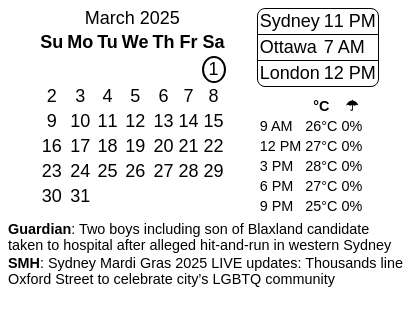 March 2025
Su Mo Tu We Th Fr Sa
1
2 3 4 5 6 7 8
9 10 11 12 13 14 15
16 17 18 19 20 21 22
23 24 25 26 27 28 29
30 31
Sydney 11 PM
Ottawa 7 AM
London 12 PM
°C ☂
9 AM 26°C 0%
12 PM 27°C 0%
3 PM 28°C 0%
6 PM 27°C 0%
9 PM 25°C 0%
Guardian: Two boys including son of Blaxland candidate
taken to hospital after alleged hit-and-run in western Sydney
SMH: Sydney Mardi Gras 2025 LIVE updates: Thousands line
Oxford Street to celebrate city's LGBTQ community